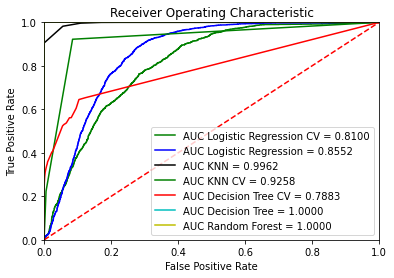 Receiver Operating Characteristic
True Positive Rate
1.0
0.8
0.6
0.4
0.2
0.0
AUC Logistic Regression CV = 0.8100
AUC Logistic Regression = 0.8552
AUC KNN = 0.9962
AUC KNN CV = 0.9258
AUC Decision Tree CV = 0.7883
AUC Decision Tree = 1.0000
AUC Random Forest = 1.0000
0.0 0.2 0.4 0.6 0.8 1.0
False Positive Rate